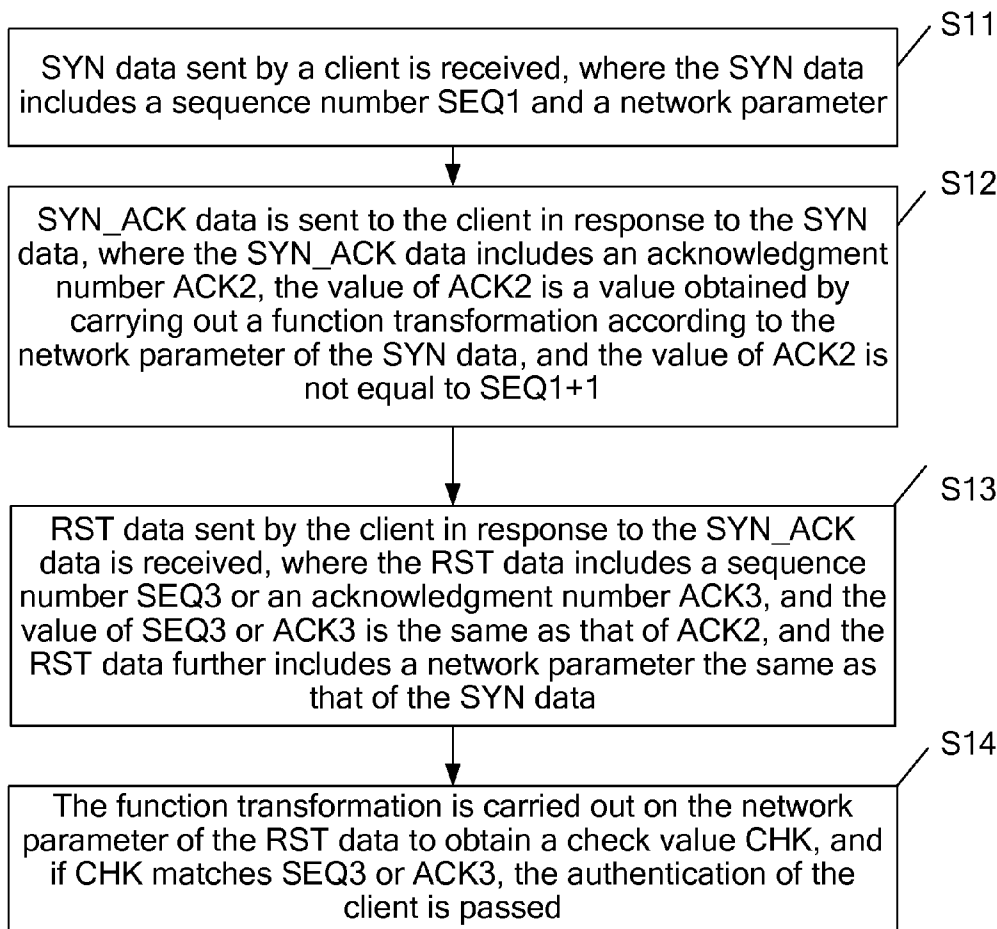 S11
SYN data sent by a client is received, where the SYN data
includes a sequence number SEQ1 and a network parameter
S12
SYN_ACK data is sent to the client in response to the SYN
data, where the SYN_ACK data includes an acknowledgment
number ACK2, the value of ACK2 is a value obtained by
carrying out a function transformation according to the
network parameter of the SYN data, and the value of ACK2 is
not equal to SEQ1+1
S13
RST data sent by the client in response to the SYN_ACK
data is received, where the RST data includes a sequence
number SEQ3 or an acknowledgment number ACK3, and the
value of SEQ3 or ACK3 is the same as that of ACK2, and the
RST data further includes a network parameter the same as
that of the SYN data
S14
The function transformation is carried out on the network
parameter of the RST data to obtain a check value CHK, and
if CHK matches SEQ3 or ACK3, the authentication of the
client is passed